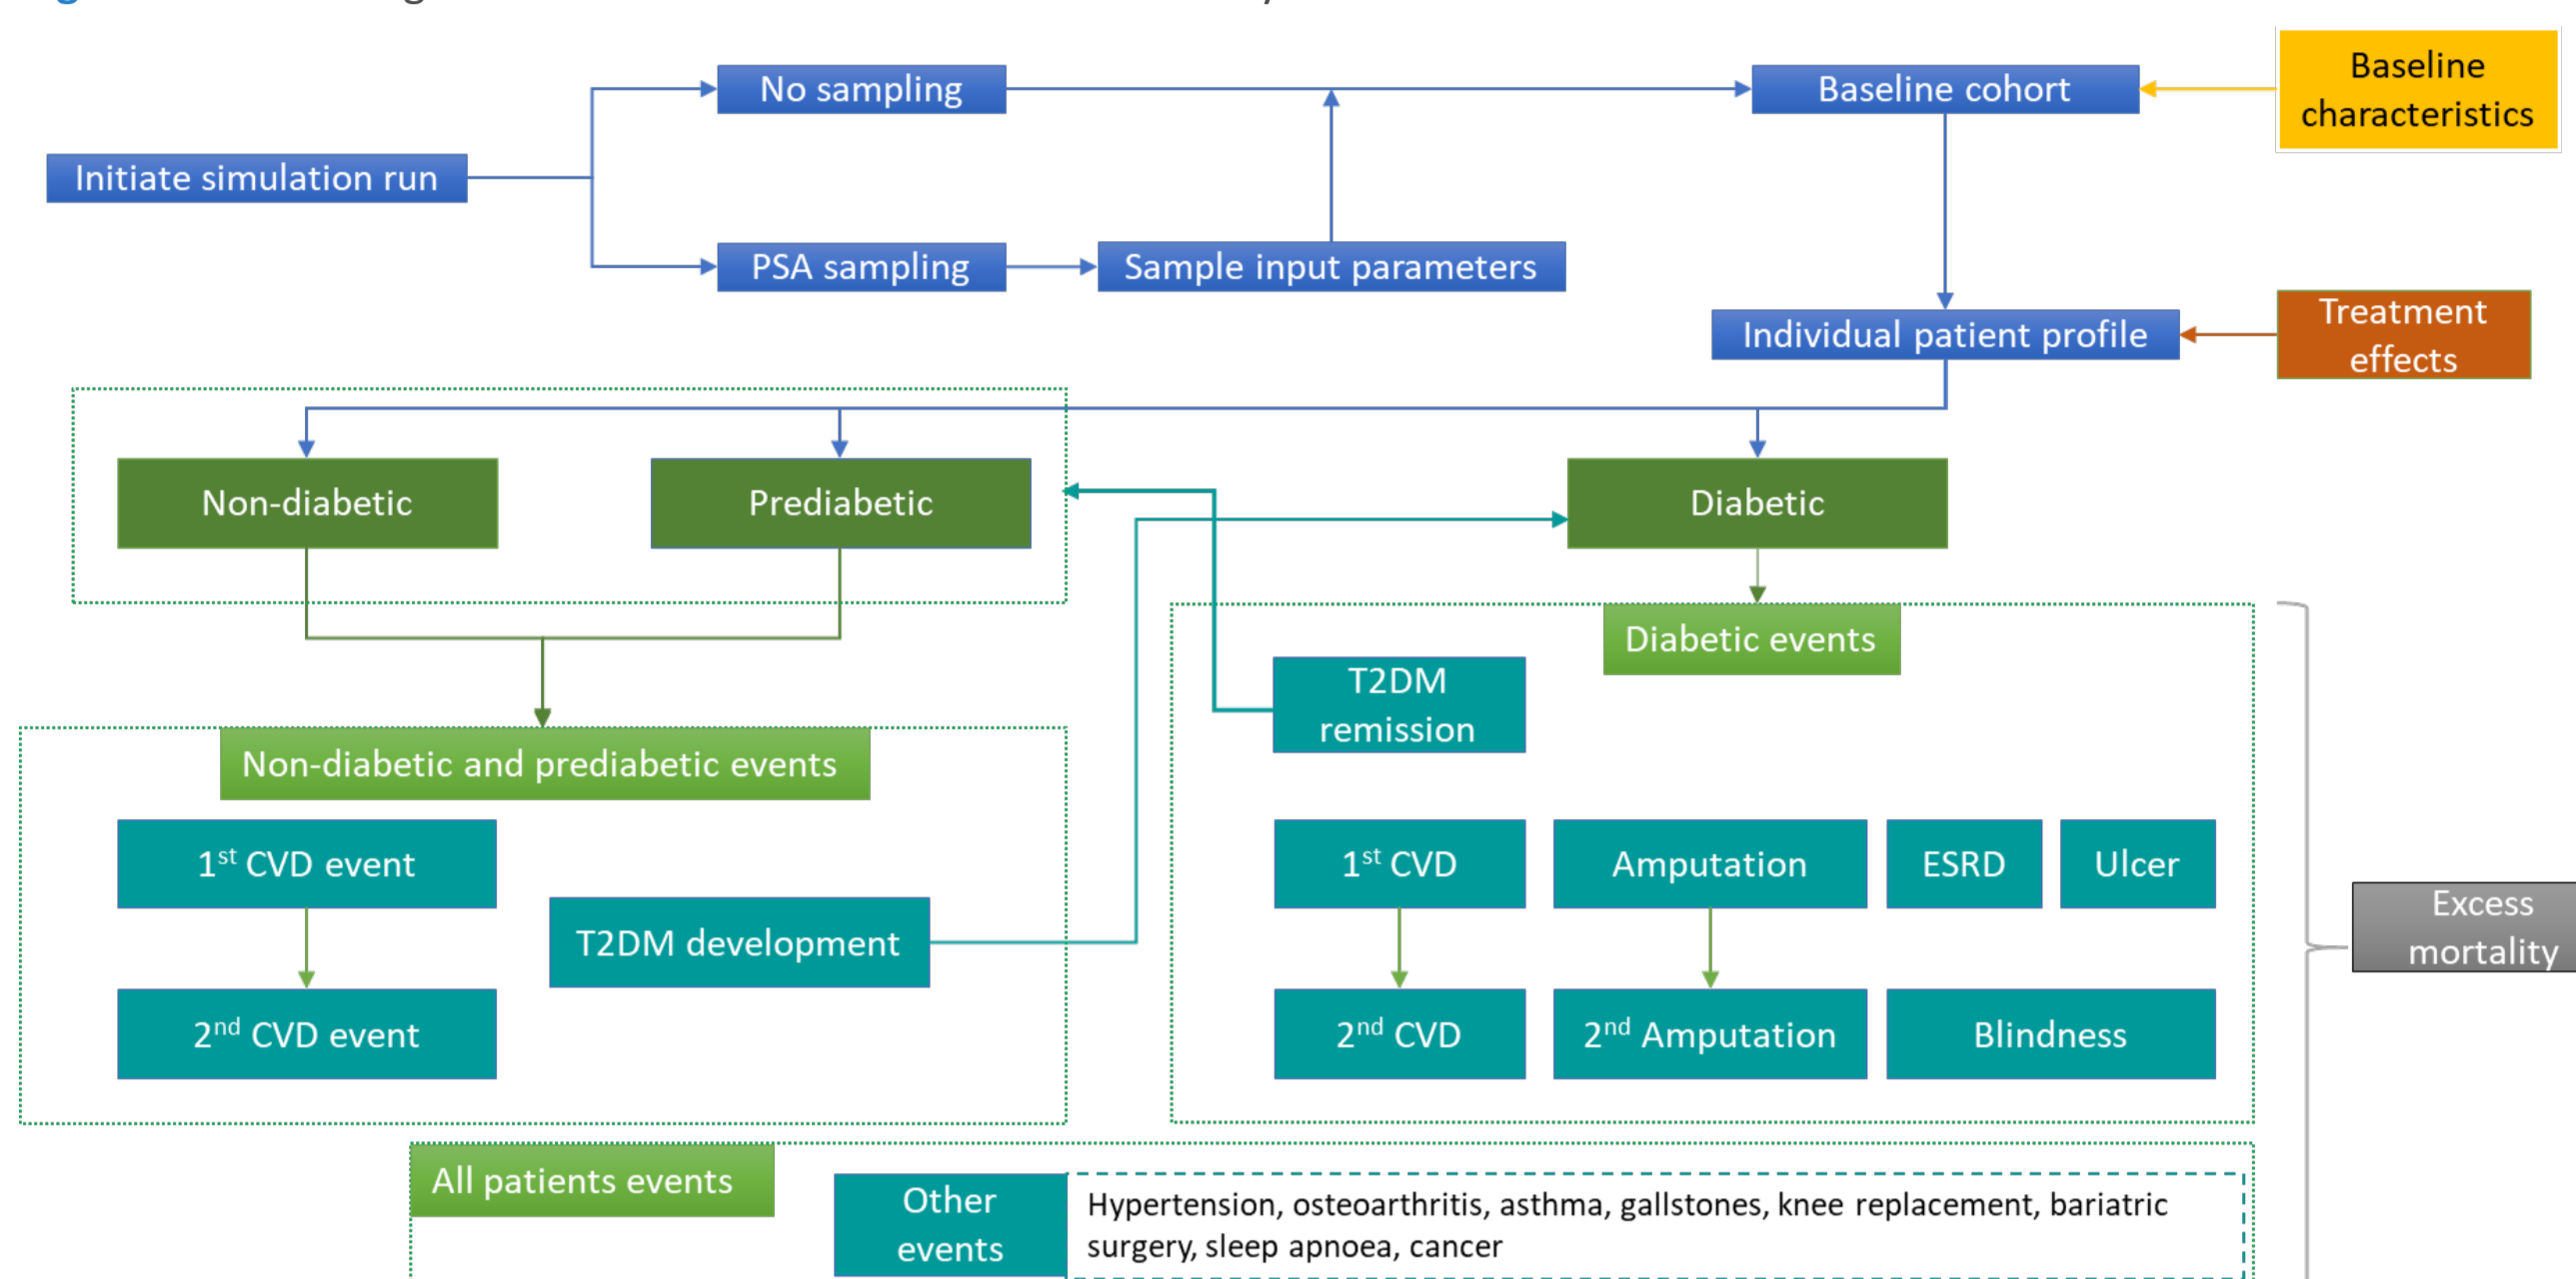 No sampling
Baseline cohort
Baseline
characteristics
Initiate simulation run
PSA sampling
Sample input parameters
Individual patient profile
Treatment
effects
Non-diabetic
Prediabetic
Diabetic
Diabetic events
T2DM
remission
Non-diabetic and prediabetic events
1st CVD event
T2DM development
2nd CVD event
1st CVD
Amputation
ESRD
Ulcer
2nd CVD
2nd Amputation
Blindness
Excess
mortality
All patients events
Other
events
Hypertension, osteoarthritis, asthma, gallstones, knee replacement, bariatric
surgery, sleep apnoea, cancer